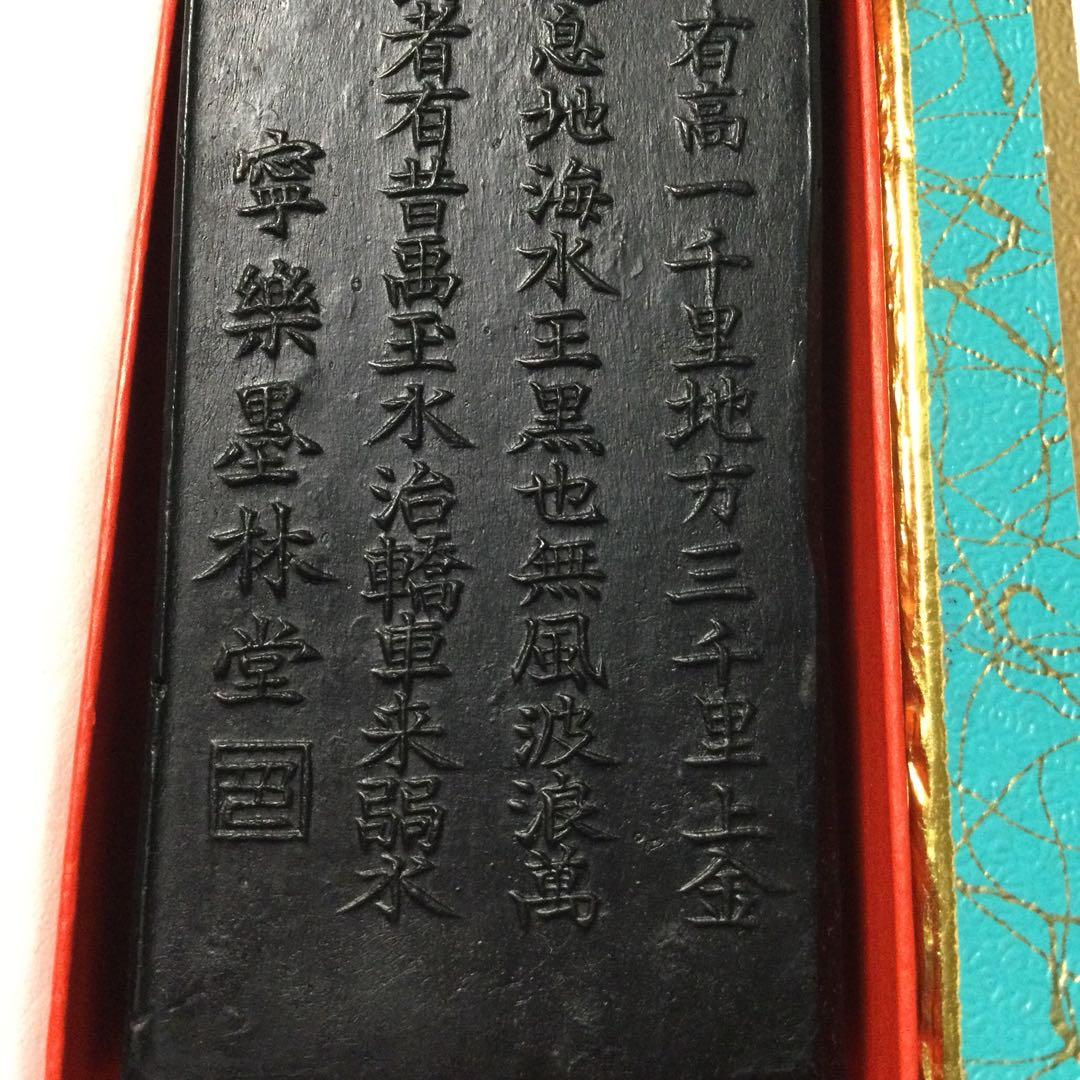 有高一千里地方三千里上金
息地海水王黒也無風波浪萬
者有昔禹王水治轎車来弱水
寧樂墨林堂